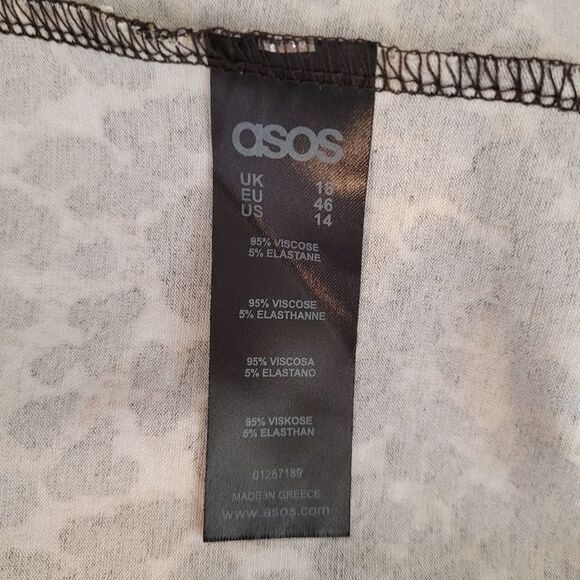 asos
UK 18
EU 46
US 14
95% VISCOSE
5% ELASTANE
95% VISCOSE
5% ELASTHANNE
95% VISCOSA
5% ELASTANO
95% VISKOSE
5% ELASTHAN
01267189
MADE IN GREECE
www.asos.com